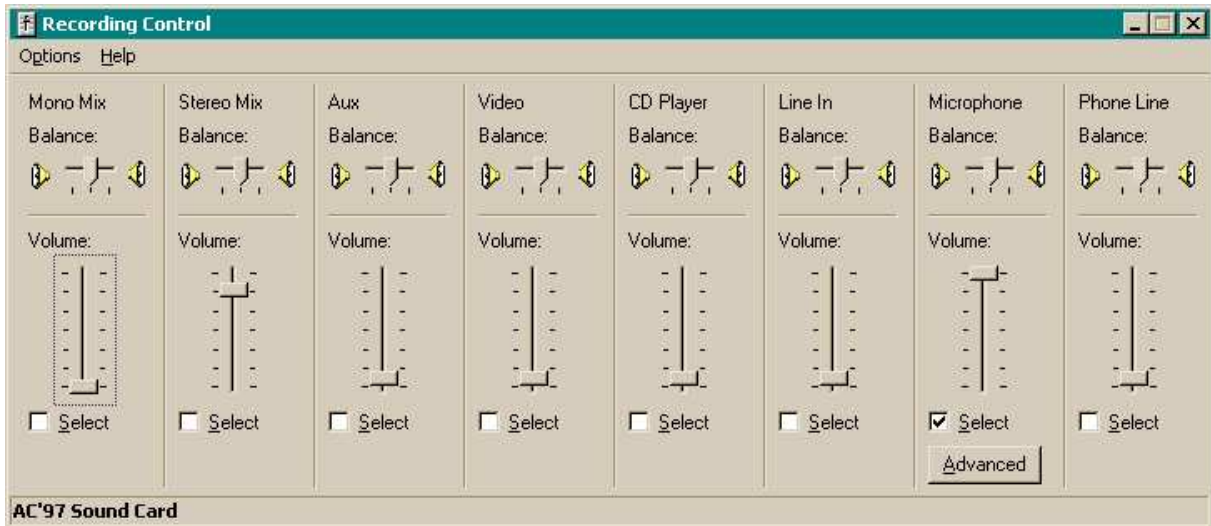 Recording Control
Options Help
Mono Mix Stereo Mix Aux Video CD Player Line In Microphone Phone Line
Balance: Balance: Balance: Balance: Balance: Balance: Balance: Balance:
Volume: Volume: Volume: Volume: Volume: Volume: Volume: Volume:
Select Select Select Select Select Select Select Select
Advanced
AC'97 Sound Card